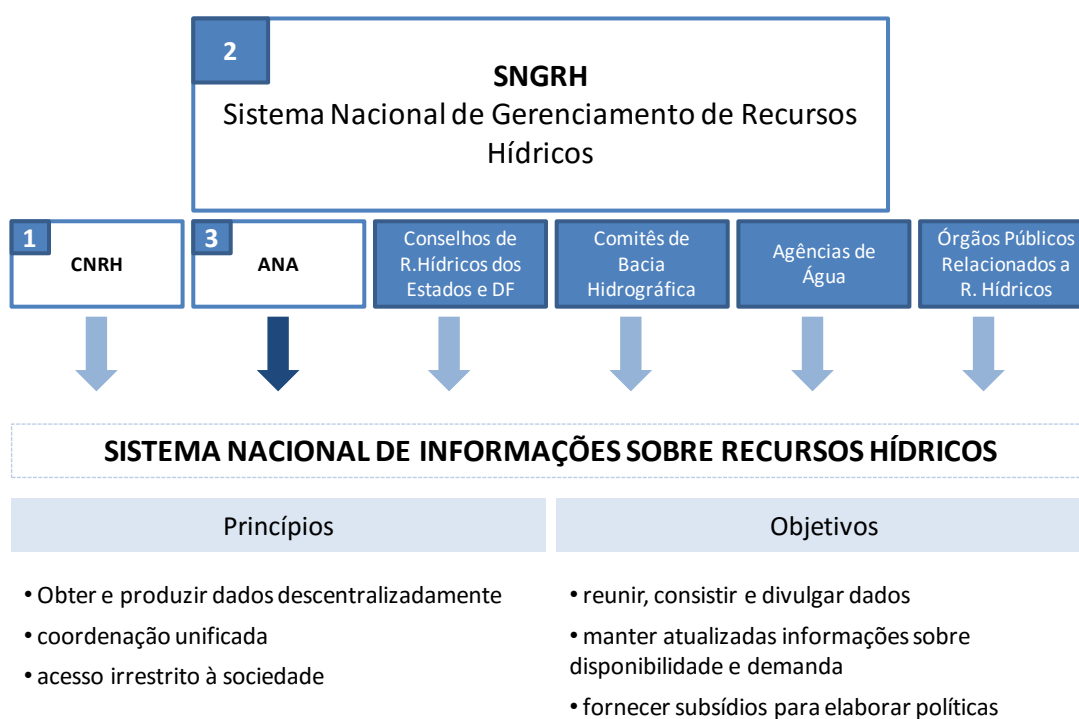 2
SNGRH
Sistema Nacional de Gerenciamento de Recursos
Hídricos
1
CNRH
3
ANA
Conselhos de
R.Hídricos dos
Estados e DF
Comitês de
Bacia
Hidrográfica
Agências de
Água
Órgãos Públicos
Relacionados a
R. Hídricos
SISTEMA NACIONAL DE INFORMAÇÕES SOBRE RECURSOS HÍDRICOS
Princípios
• Obter e produzir dados descentralizadamente
• coordenação unificada
• acesso irrestrito à sociedade
Objetivos
• reunir, consistir e divulgar dados
• manter atualizadas informações sobre
disponibilidade e demanda
• fornecer subsídios para elaborar políticas